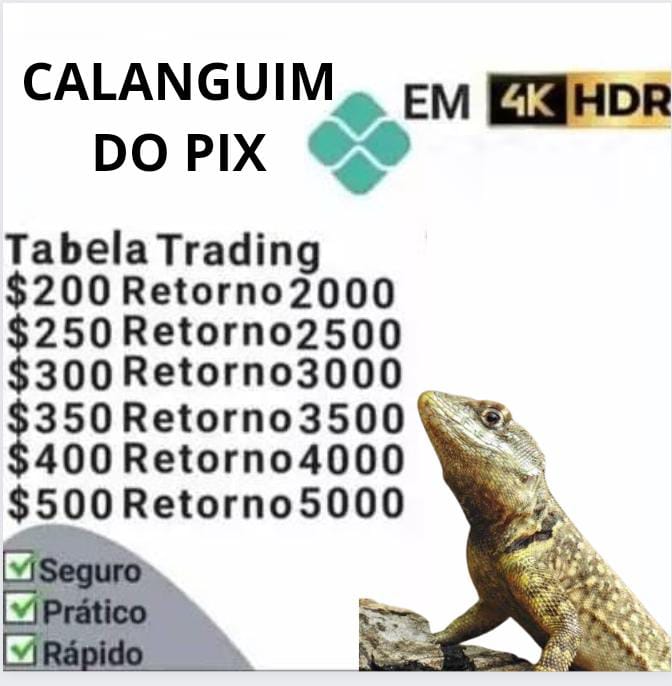 CALANGUIM
DO PIX
EM 4K HDR
Tabela Trading
$200 Retorno 2000
$250 Retorno 2500
$300 Retorno 3000
$350 Retorno 3500
$400 Retorno 4000
$500 Retorno 5000
Seguro
Prático
Rápido